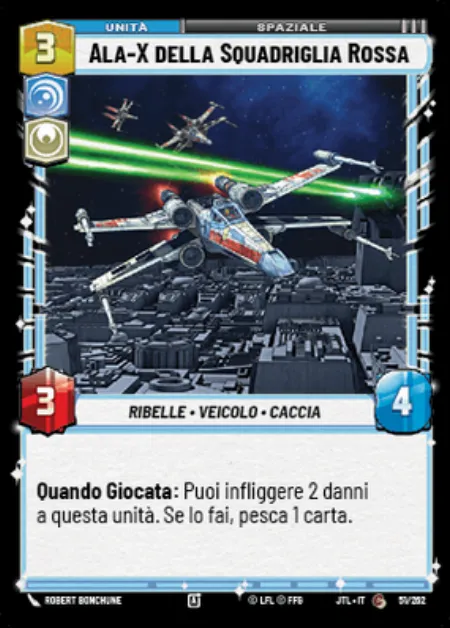 UNITÀ
SPAZIALE
3
ALA-X DELLA SQUADRIGLIA ROSSA
3
RIBELLE • VEICOLO • CACCIA
4
Quando Giocata: Puoi infliggere 2 danni
a questa unità. Se lo fai, pesca 1 carta.
ROBERT BONCHUNE
A
© LFL © FFG
JTL • IT
C
51/262